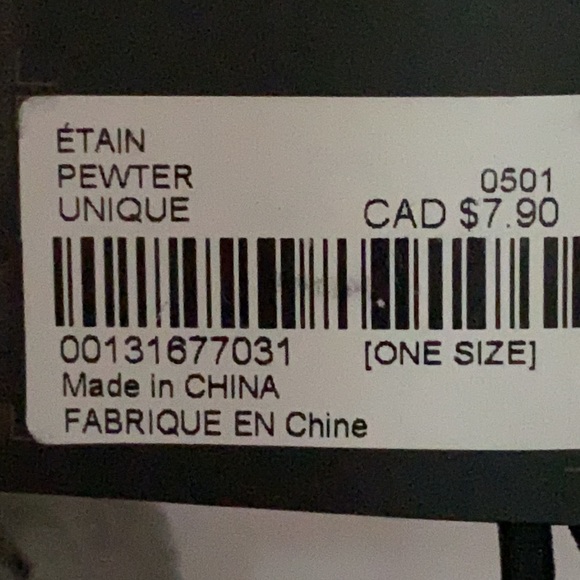 ÉTAIN
PEWTER 0501
UNIQUE CAD $7.90
00131677031 [ONE SIZE]
Made in CHINA
FABRIQUE EN Chine